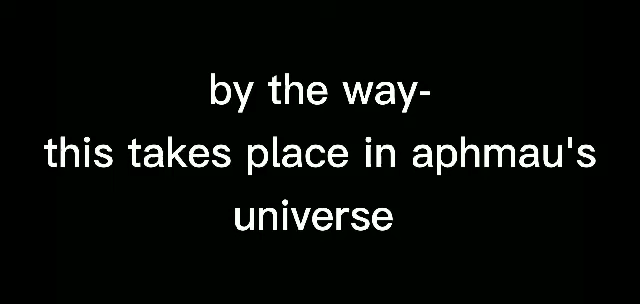 by the way-
this takes place in aphmau's
universe